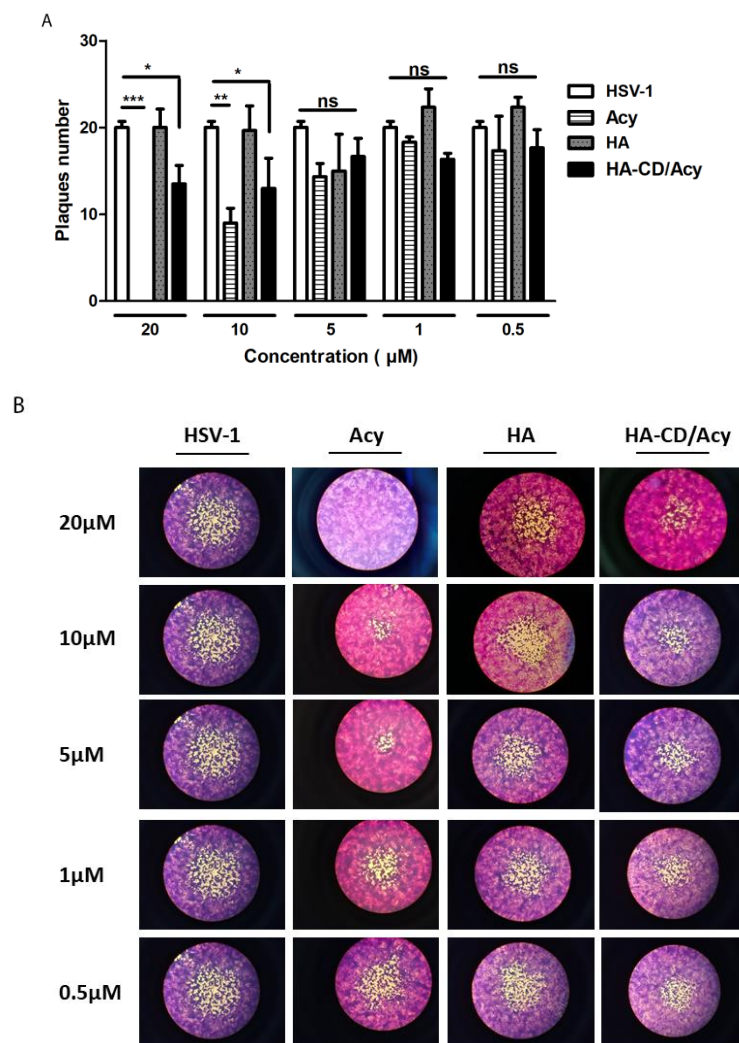 A
30
20
10
0
Plaques number
*
***
*
**
ns
ns
ns
HSV-1
Acy
HA
HA-CD/Acy
20 10 5 1 0.5
Concentration ( µM)
B
HSV-1 Acy HA HA-CD/Acy
20µM
10µM
5µM
1µM
0.5µM